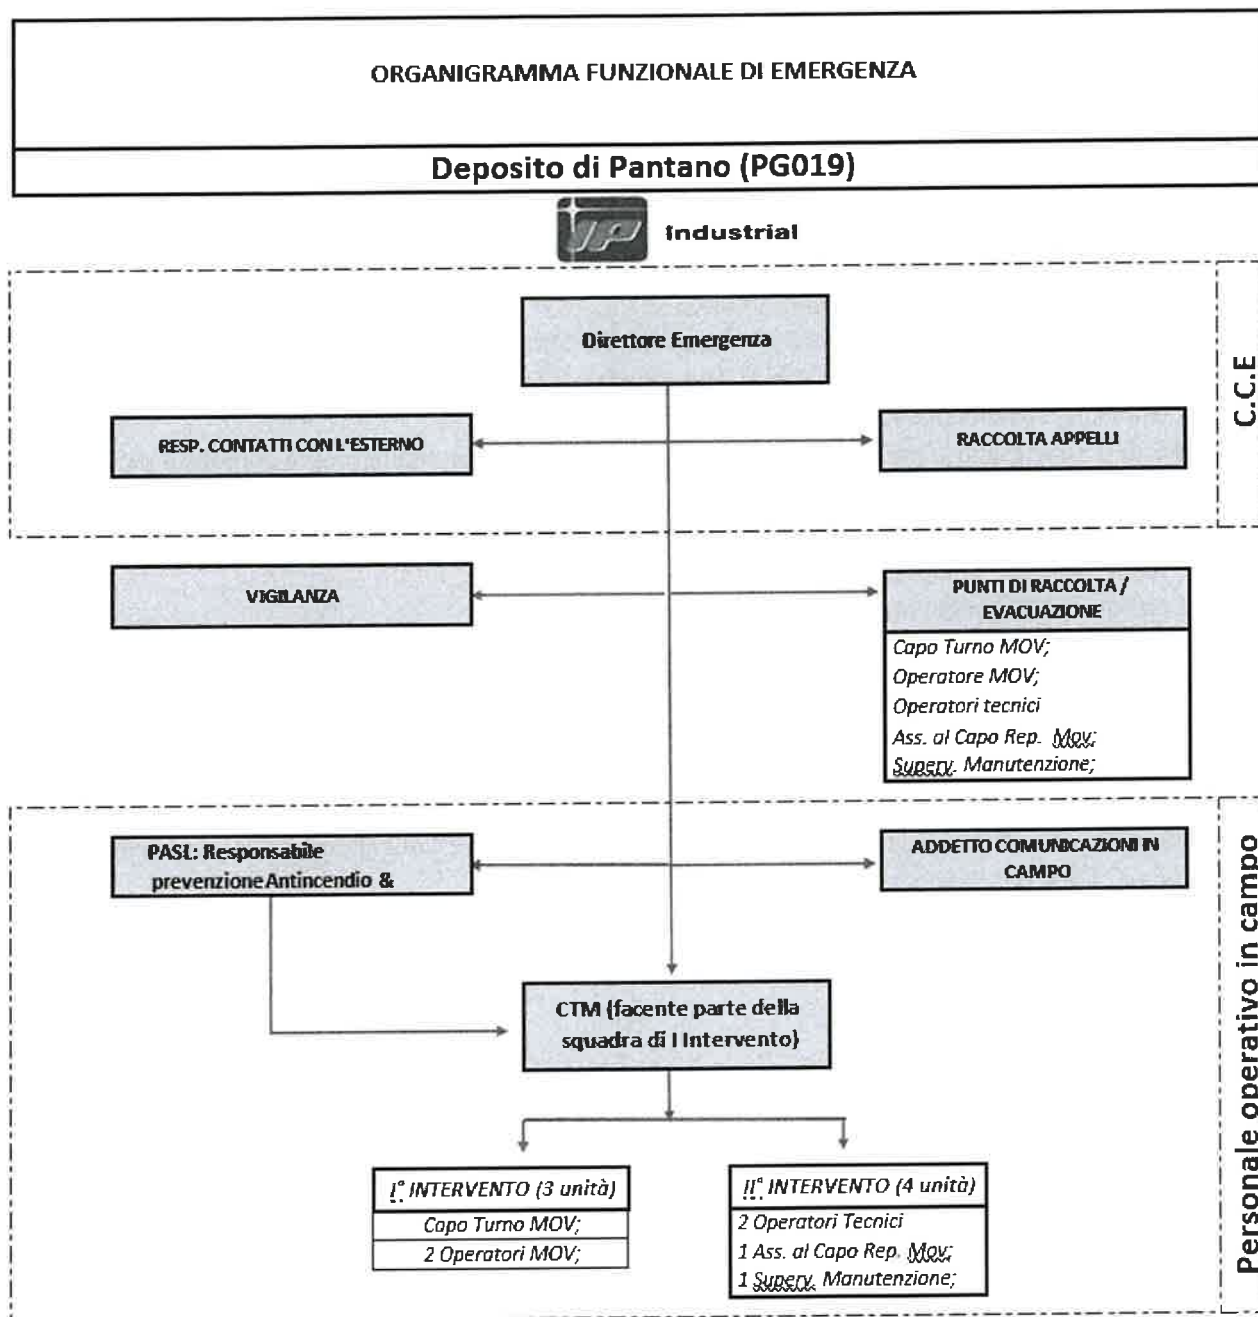 ORGANIGRAMMA FUNZIONALE DI EMERGENZA
Deposito di Pantano (PG019)
IP Industrial
C.C.E
Direttore Emergenza
RESP. CONTATTI CON L'ESTERNO
RACCOLTA APPELLI
VIGILANZA
PUNTI DI RACCOLTA /
EVACUAZIONE
Capo Turno MOV;
Operatore MOV;
Operatori tecnici
Ass. al Capo Rep. Mov;
Superv. Manutenzione;
Personale operativo in campo
PASL: Responsabile
prevenzione Antincendio &
ADDETTO COMUNICAZIONI IN
CAMPO
CTM (facente parte della
squadra di I Intervento)
I° INTERVENTO (3 unità)
Capo Turno MOV;
2 Operatori MOV;
II° INTERVENTO (4 unità)
2 Operatori Tecnici
1 Ass. al Capo Rep. Mov;
1 Superv. Manutenzione;